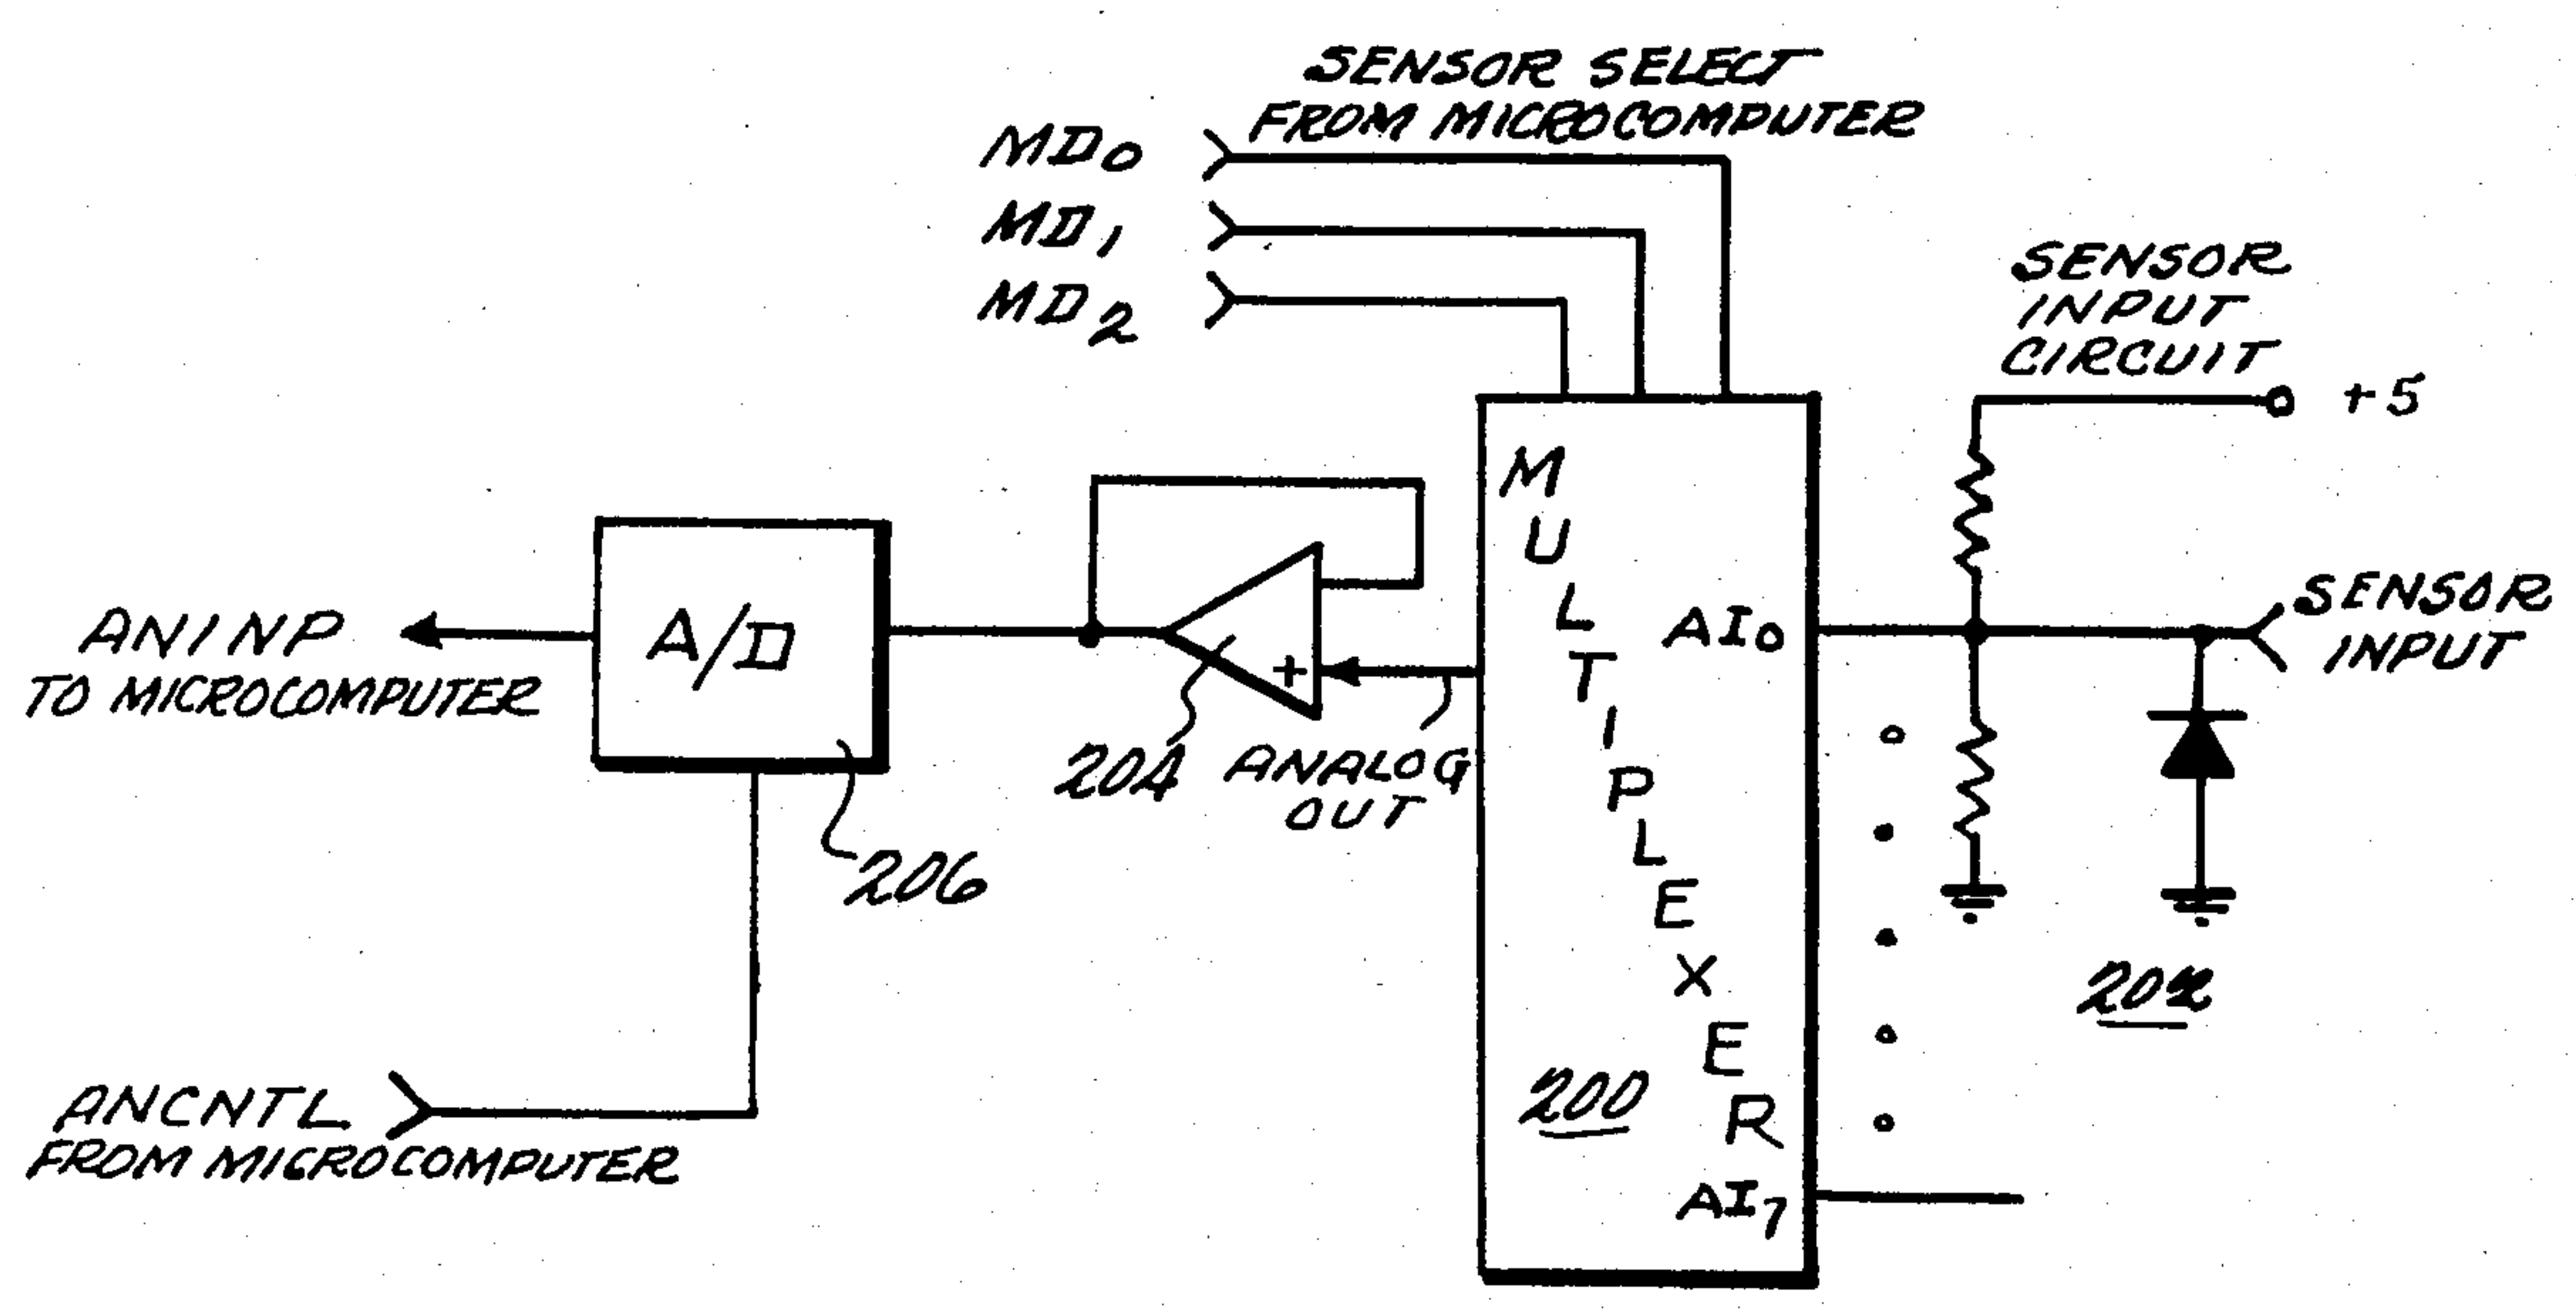 SENSOR SELECT
FROM MICROCOMPUTER
MD0
MD1
MD2
SENSOR
INPUT
CIRCUIT
+5
MULTIPLEXER
AI0
SENSOR
INPUT
A/D
ANINP
TO MICROCOMPUTER
+
204
ANALOG
OUT
206
202
200
ANCNTL
FROM MICROCOMPUTER
AI7